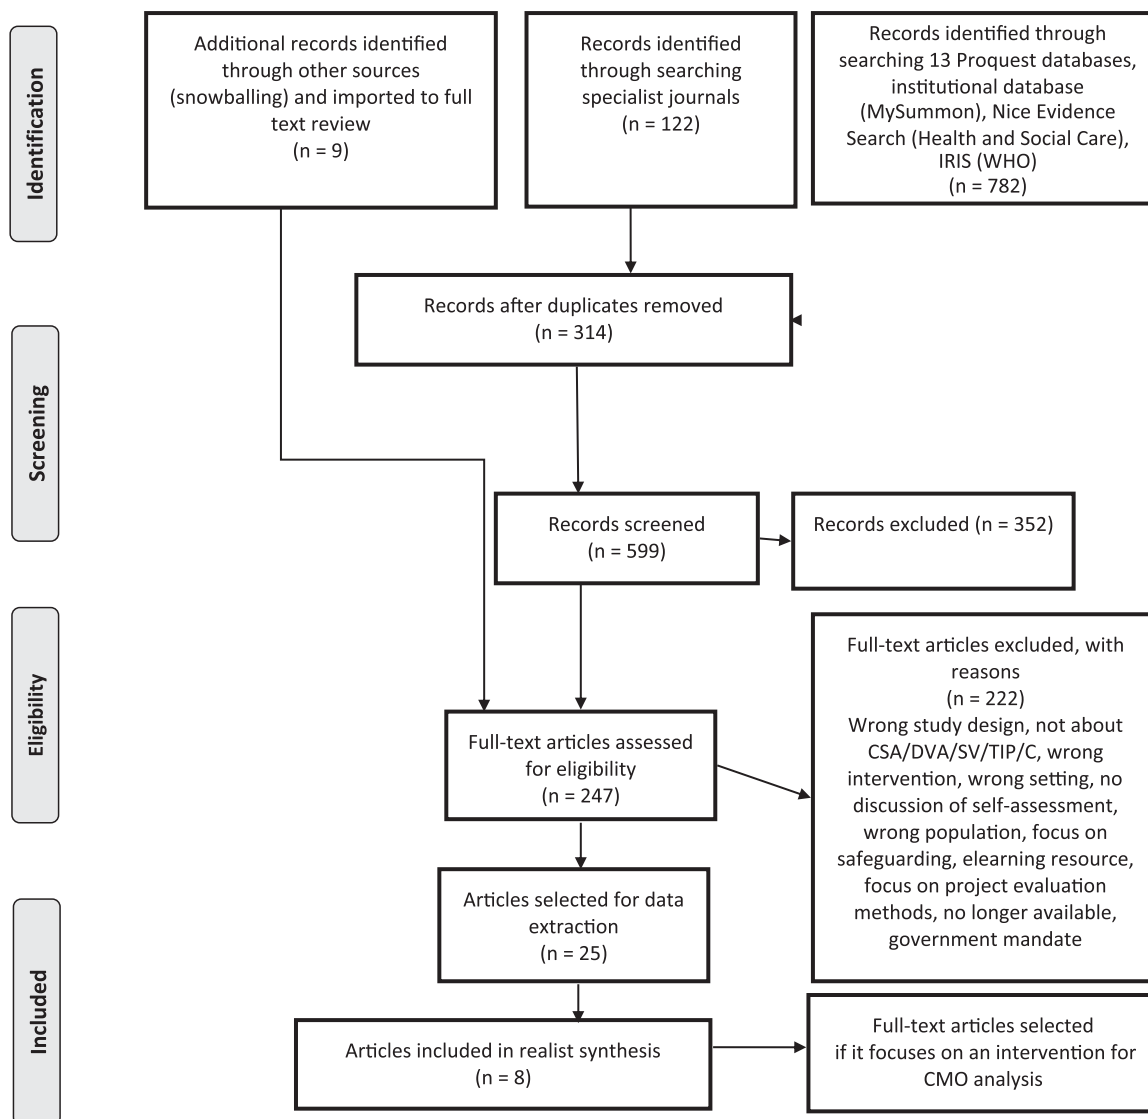 Identification
Additional records identified
through other sources
(snowballing) and imported to full
text review
(n = 9)
Records identified
through searching
specialist journals
(n = 122)
Records identified through
searching 13 Proquest databases,
institutional database
(MySummon), Nice Evidence
Search (Health and Social Care),
IRIS (WHO)
(n = 782)
Records after duplicates removed
(n = 314)
Screening
Records screened
(n = 599)
Records excluded (n = 352)
Eligibility
Full-text articles assessed
for eligibility
(n = 247)
Full-text articles excluded, with
reasons
(n = 222)
Wrong study design, not about
CSA/DVA/SV/TIP/C, wrong
intervention, wrong setting, no
discussion of self-assessment,
wrong population, focus on
safeguarding, elearning resource,
focus on project evaluation
methods, no longer available,
government mandate
Included
Articles selected for data
extraction
(n = 25)
Articles included in realist synthesis
(n = 8)
Full-text articles selected
if it focuses on an intervention for
CMO analysis